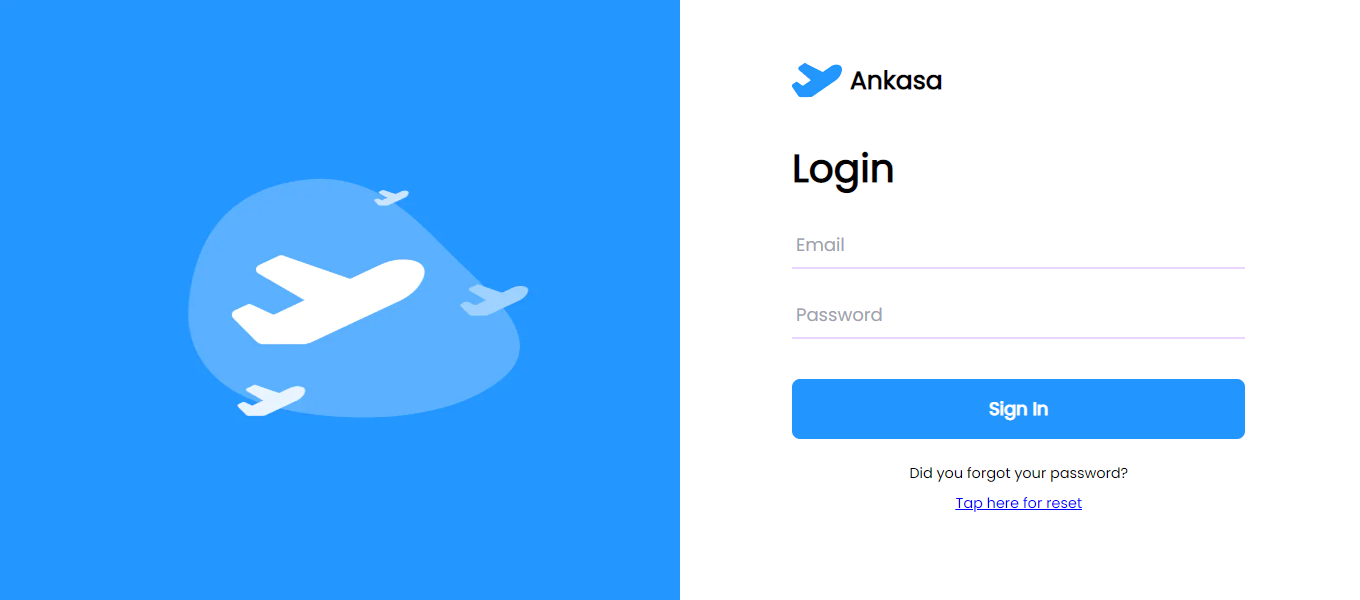 Ankasa
Login
Email
Password
Sign In
Did you forgot your password?
Tap here for reset